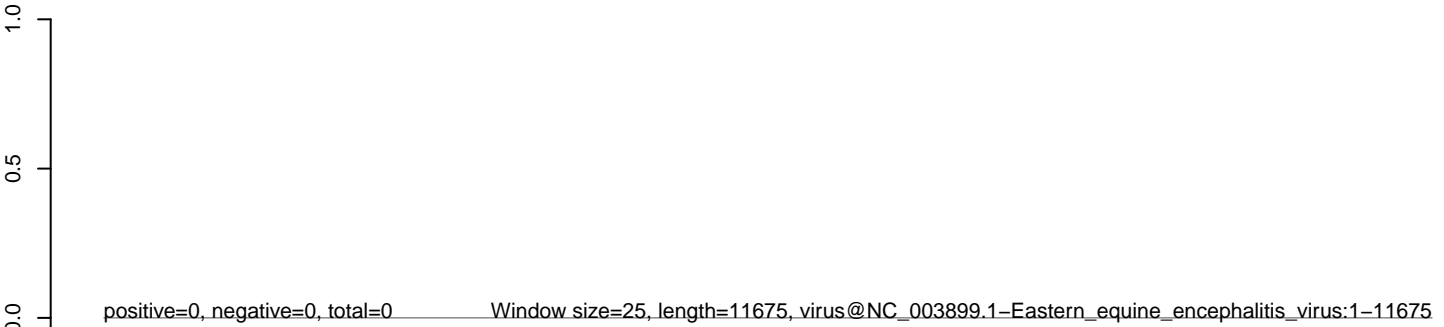 1.0
0.5
0.0
positive=0, negative=0, total=0
Window size=25, length=11675, virus@NC_003899.1−Eastern_equine_encephalitis_virus:1−11675